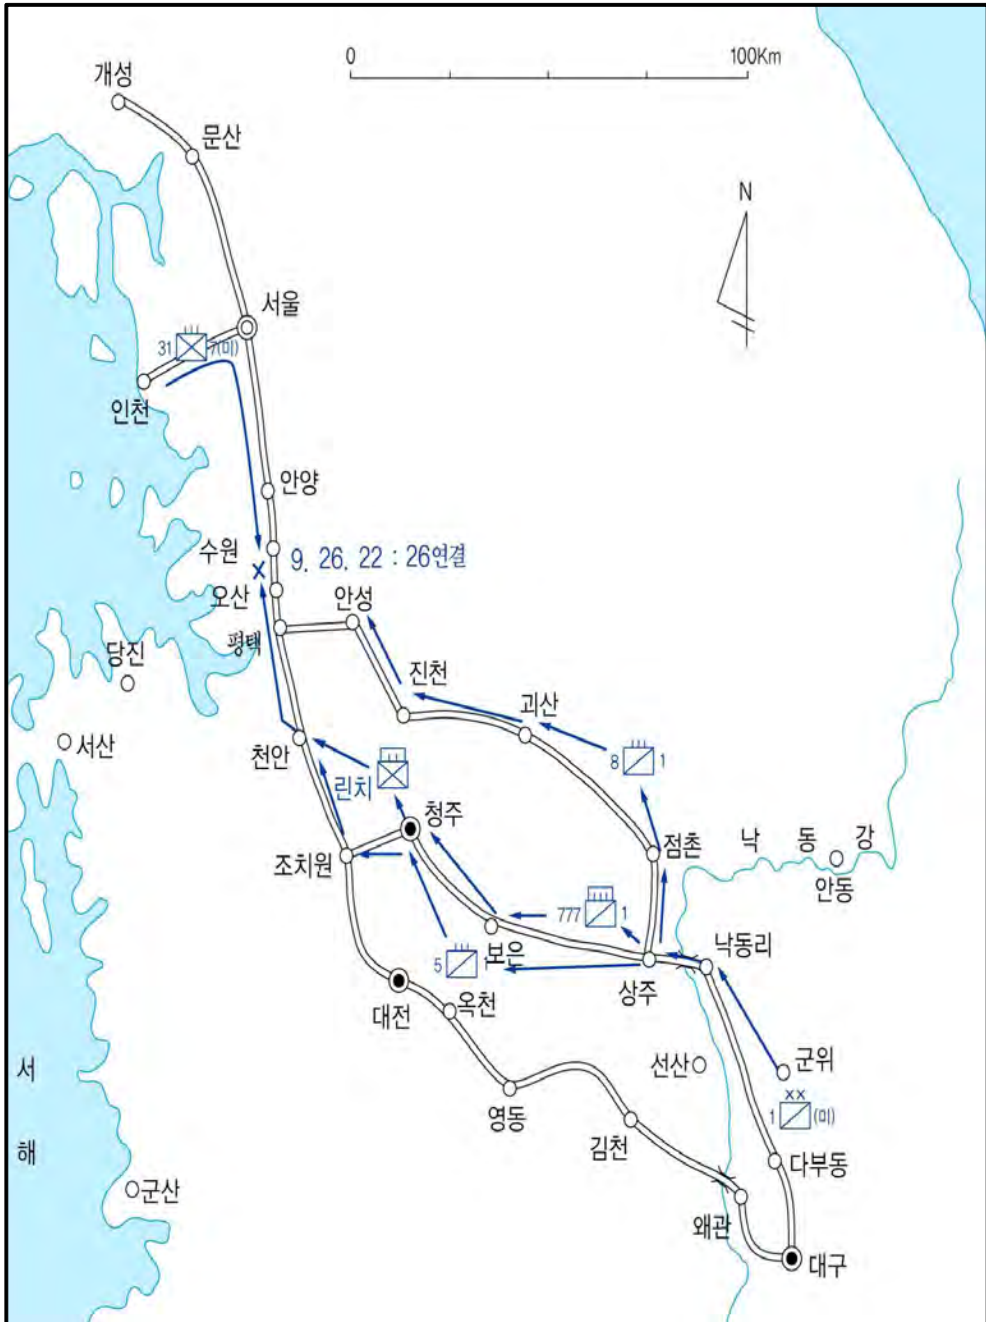 0 100Km
개성
문산
N
서울
31 7(미)
인천
안양
수원
9. 26. 22 : 26연결
오산
안성
평택
당진
진천
괴산
서산
천안
8 1
린치
청주
조치원
점촌
낙 동 강
안동
777 1
보은
낙동리
5
상주
대전
옥천
서
해
선산
군위
영동
1 (미)
김천
다부동
군산
왜관
대구